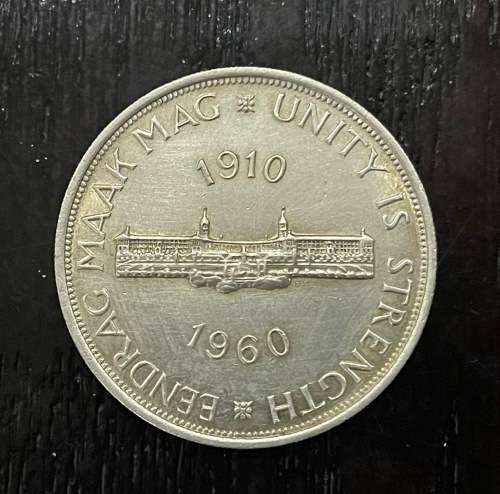 EENDRAG MAAK MAG
UNITY IS STRENGTH
1910
1960